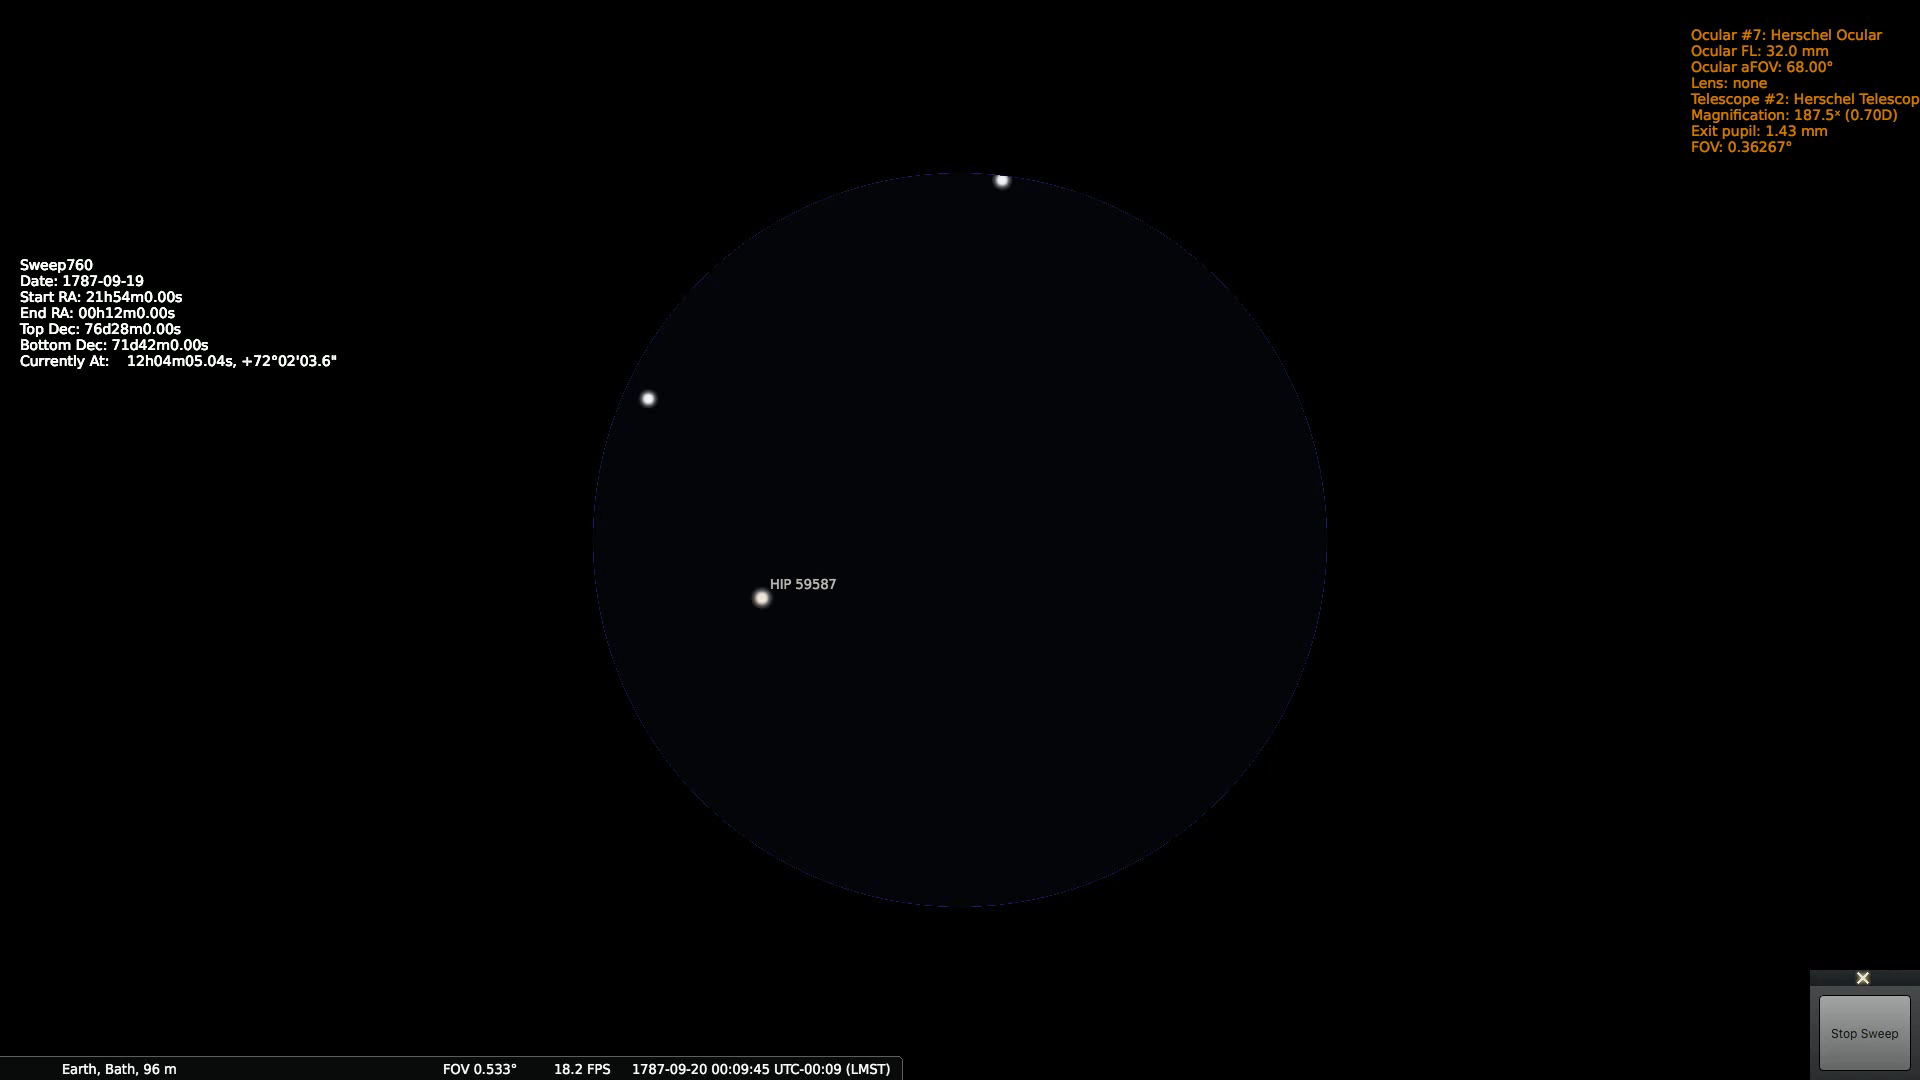 Ocular #7: Herschel Ocular
Ocular FL: 32.0 mm
Ocular aFOV: 68.00°
Lens: none
Telescope #2: Herschel Telescop
Magnification: 187.5ˣ (0.70D)
Exit pupil: 1.43 mm
FOV: 0.36267°
Sweep760
Date: 1787-09-19
Start RA: 21h54m0.00s
End RA: 00h12m0.00s
Top Dec: 76d28m0.00s
Bottom Dec: 71d42m0.00s
Currently At: 12h04m05.04s, +72°02'03.6"
HIP 59587
Stop Sweep
Earth, Bath, 96 m FOV 0.533° 18.2 FPS 1787-09-20 00:09:45 UTC-00:09 (LMST)